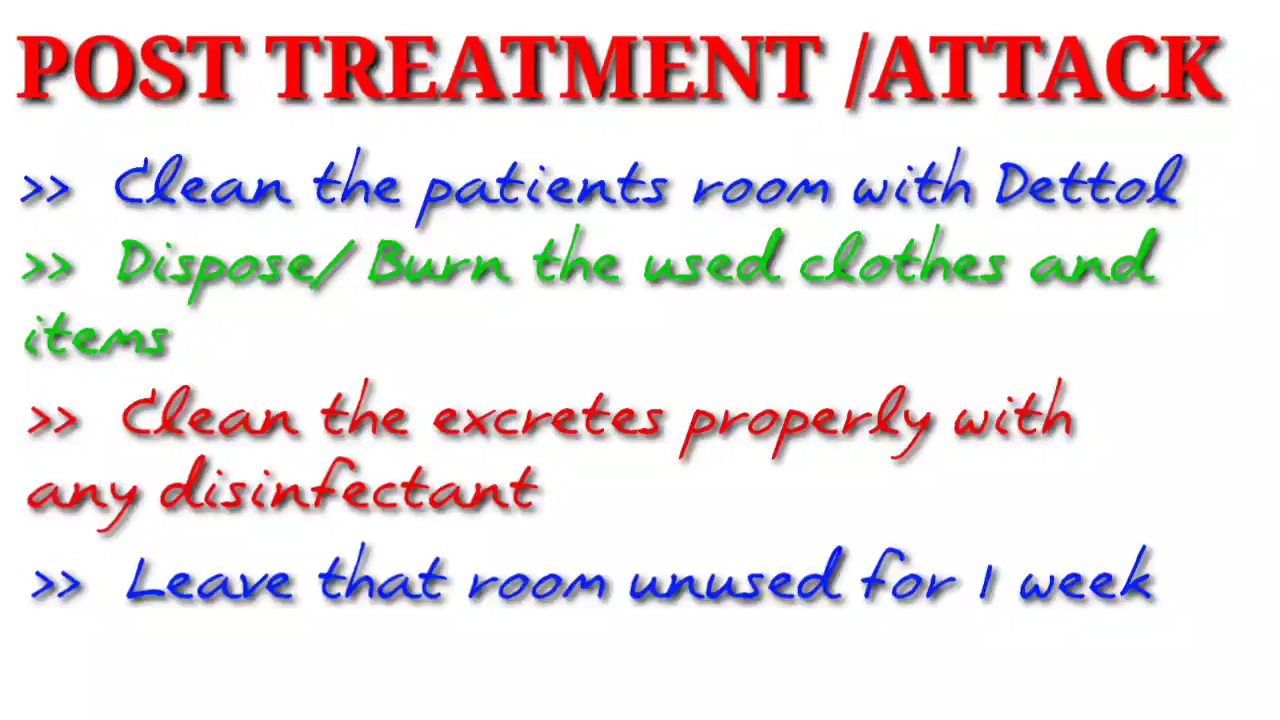 POST TREATMENT /ATTACK
>> Clean the patients room with Dettol
>> Dispose/ Burn the used clothes and
items
>> Clean the excretes properly with
any disinfectant
>> Leave that room unused for 1 week